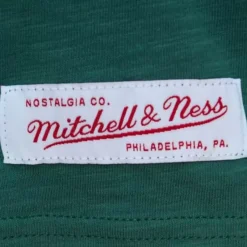 NOSTALGIA CO.
Mitchell & Ness
PHILADELPHIA, PA.